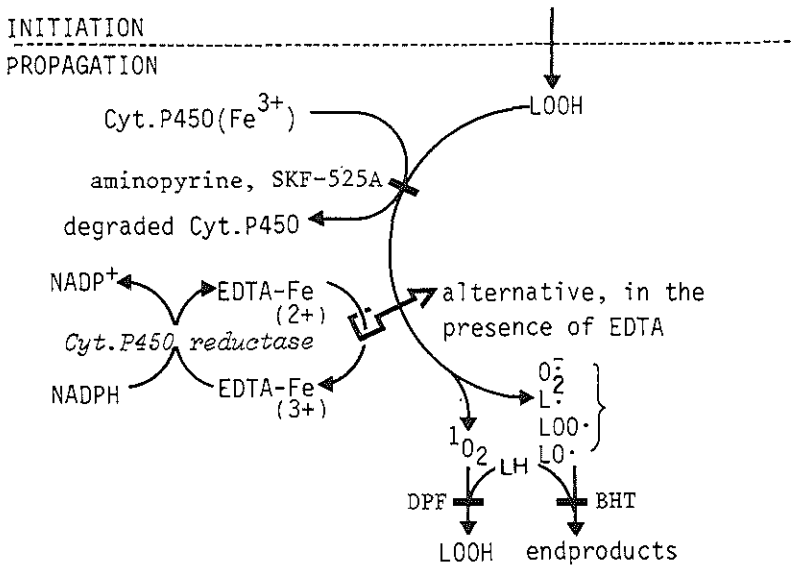 INITIATION
PROPAGATION
LOOH
Cyt.P450(Fe³⁺)
aminopyrine, SKF-525A
degraded Cyt.P450
NADP⁺
EDTA-Fe
(2+)
alternative, in the
presence of EDTA
Cyt.P450 reductase
NADPH
EDTA-Fe
(3+)
O₂⁻
L·
LOO·
LO·
¹O₂
LH
DPF
BHT
LOOH
endproducts